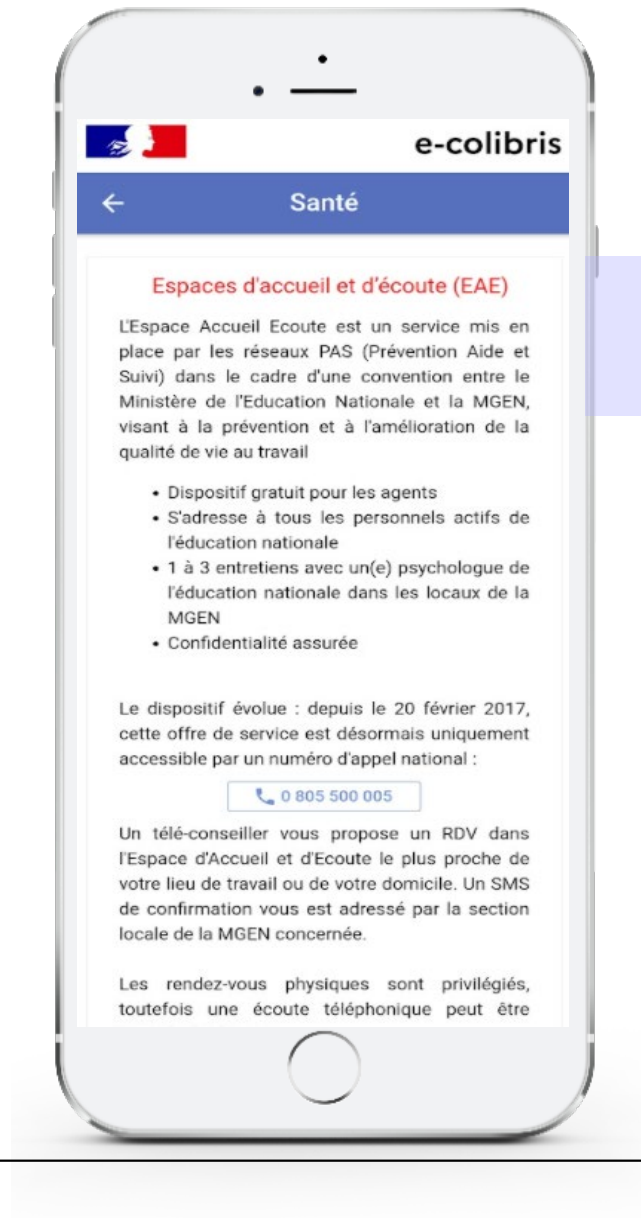 e-colibris
Santé
Espaces d'accueil et d'écoute (EAE)
L'Espace Accueil Ecoute est un service mis en
place par les réseaux PAS (Prévention Aide et
Suivi) dans le cadre d'une convention entre le
Ministère de l'Education Nationale et la MGEN,
visant à la prévention et à l'amélioration de la
qualité de vie au travail
• Dispositif gratuit pour les agents
• S'adresse à tous les personnels actifs de
l'éducation nationale
• 1 à 3 entretiens avec un(e) psychologue de
l'éducation nationale dans les locaux de la
MGEN
• Confidentialité assurée
Le dispositif évolue : depuis le 20 février 2017,
cette offre de service est désormais uniquement
accessible par un numéro d'appel national :
0 805 500 005
Un télé-conseiller vous propose un RDV dans
l'Espace d'Accueil et d'Ecoute le plus proche de
votre lieu de travail ou de votre domicile. Un SMS
de confirmation vous est adressé par la section
locale de la MGEN concernée.
Les rendez-vous physiques sont privilégiés,
toutefois une écoute téléphonique peut être